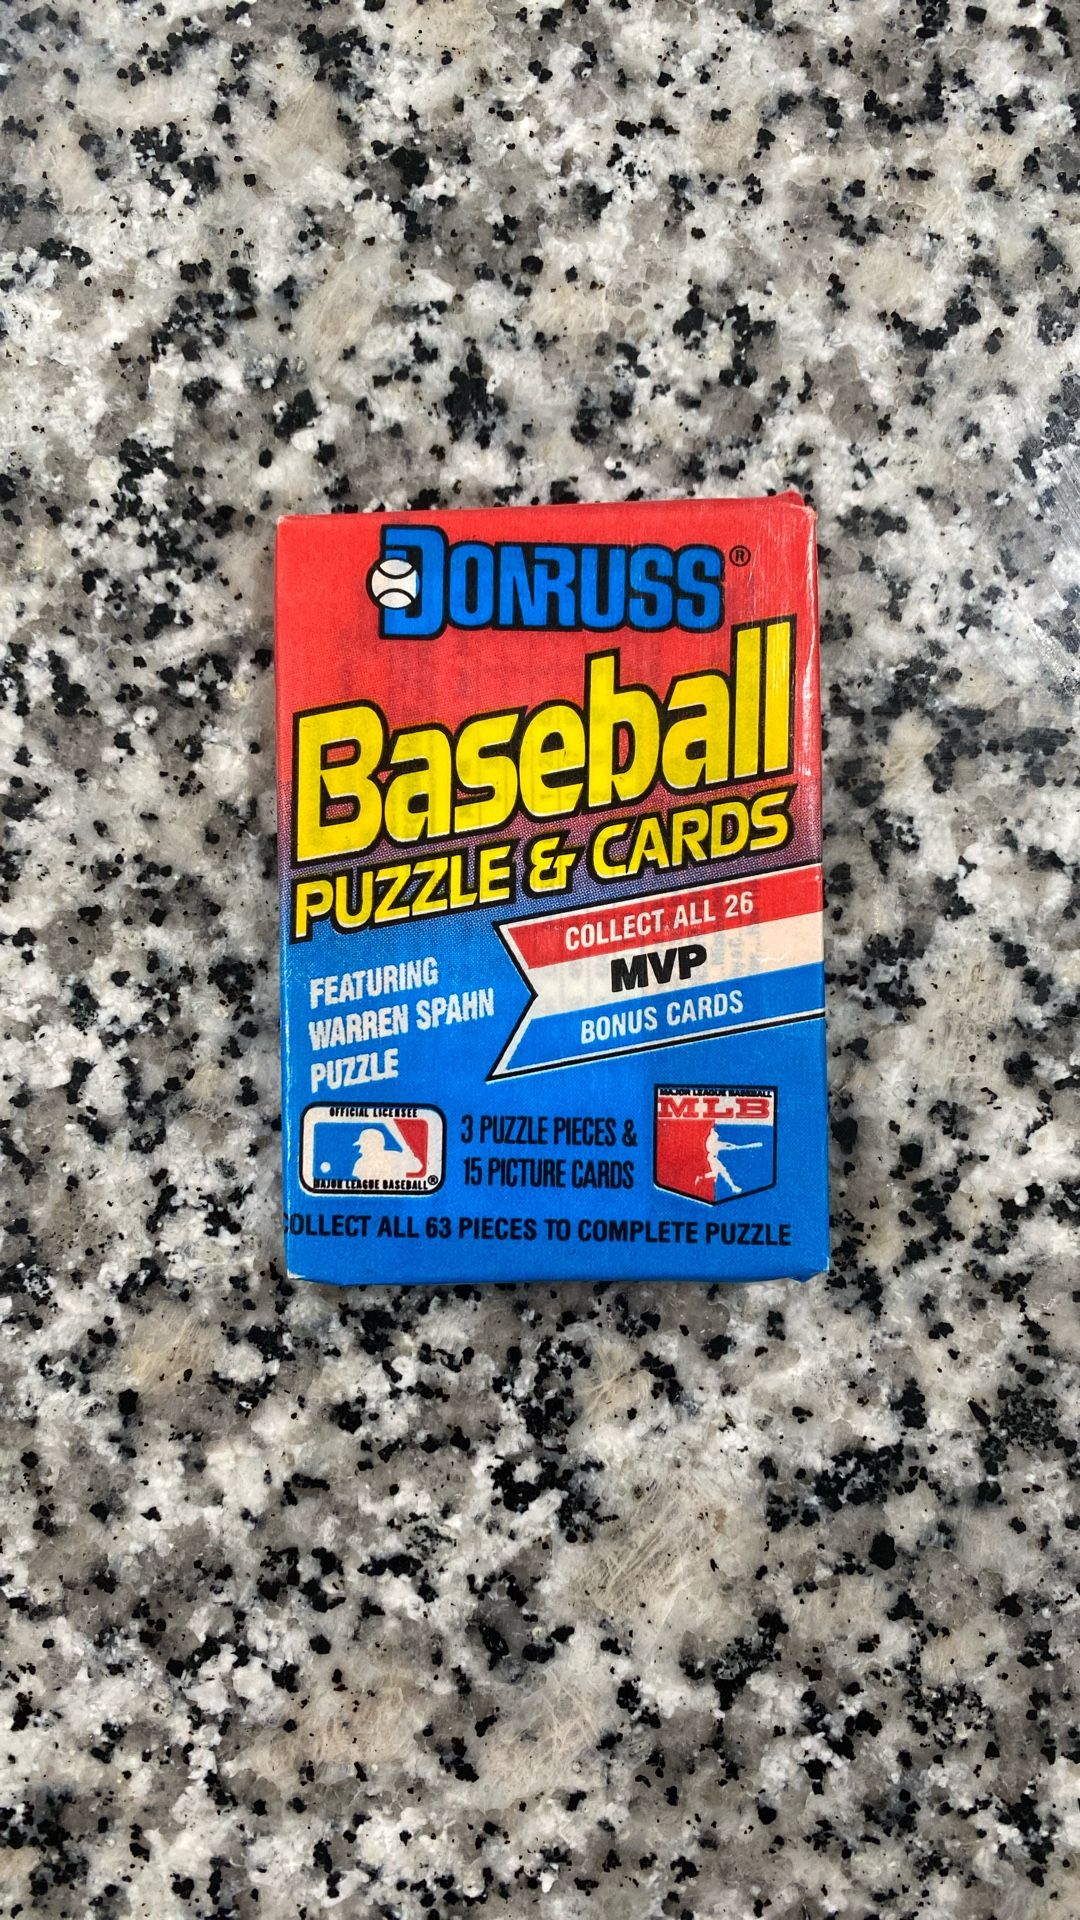 DONRUSS®
Baseball
PUZZLE & CARDS
COLLECT ALL 26
MVP
BONUS CARDS
FEATURING
WARREN SPAHN
PUZZLE
OFFICIAL LICENSEE
MAJOR LEAGUE BASEBALL®
3 PUZZLE PIECES &
15 PICTURE CARDS
MAJOR LEAGUE BASEBALL
MLB
COLLECT ALL 63 PIECES TO COMPLETE PUZZLE